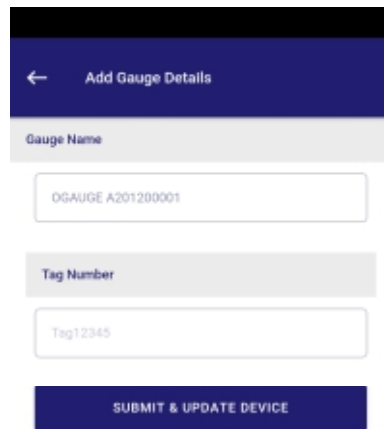 Add Gauge Details
Gauge Name
OGAUGE A201200001
Tag Number
Tag12345
SUBMIT & UPDATE DEVICE